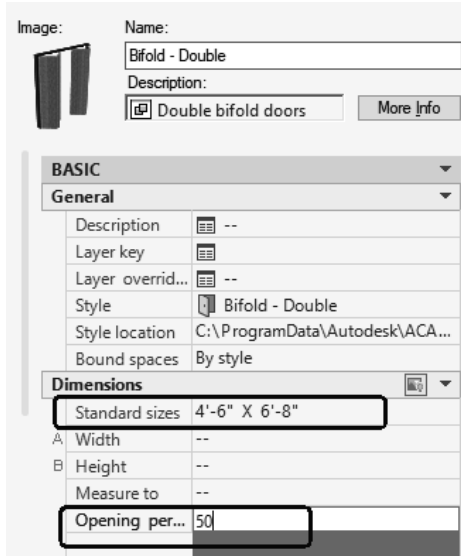 Image: Name:
Bifold - Double
Description:
Double bifold doors More Info
BASIC
General
Description --
Layer key
Layer overrid... --
Style Bifold - Double
Style location C:\ProgramData\Autodesk\ACA...
Bound spaces By style
Dimensions
Standard sizes 4'-6" X 6'-8"
A Width --
B Height --
Measure to --
Opening per... 50